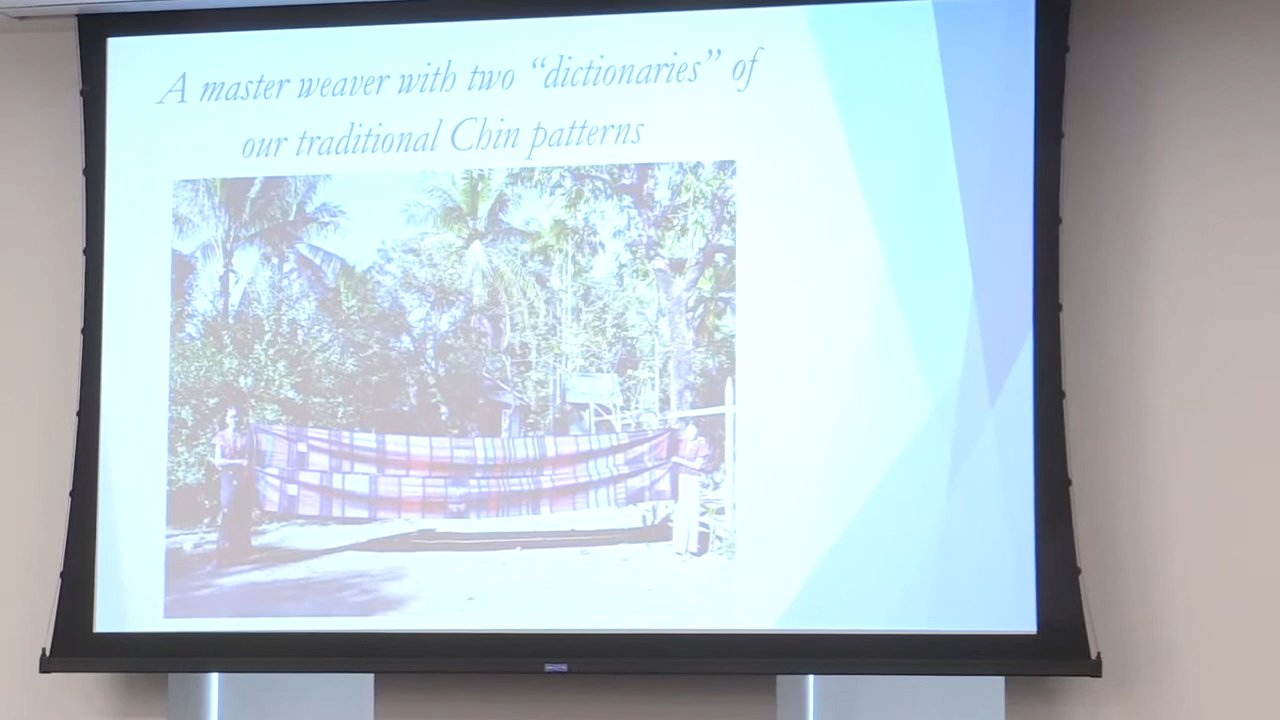 A master weaver with two “dictionaries” of
our traditional Chin patterns